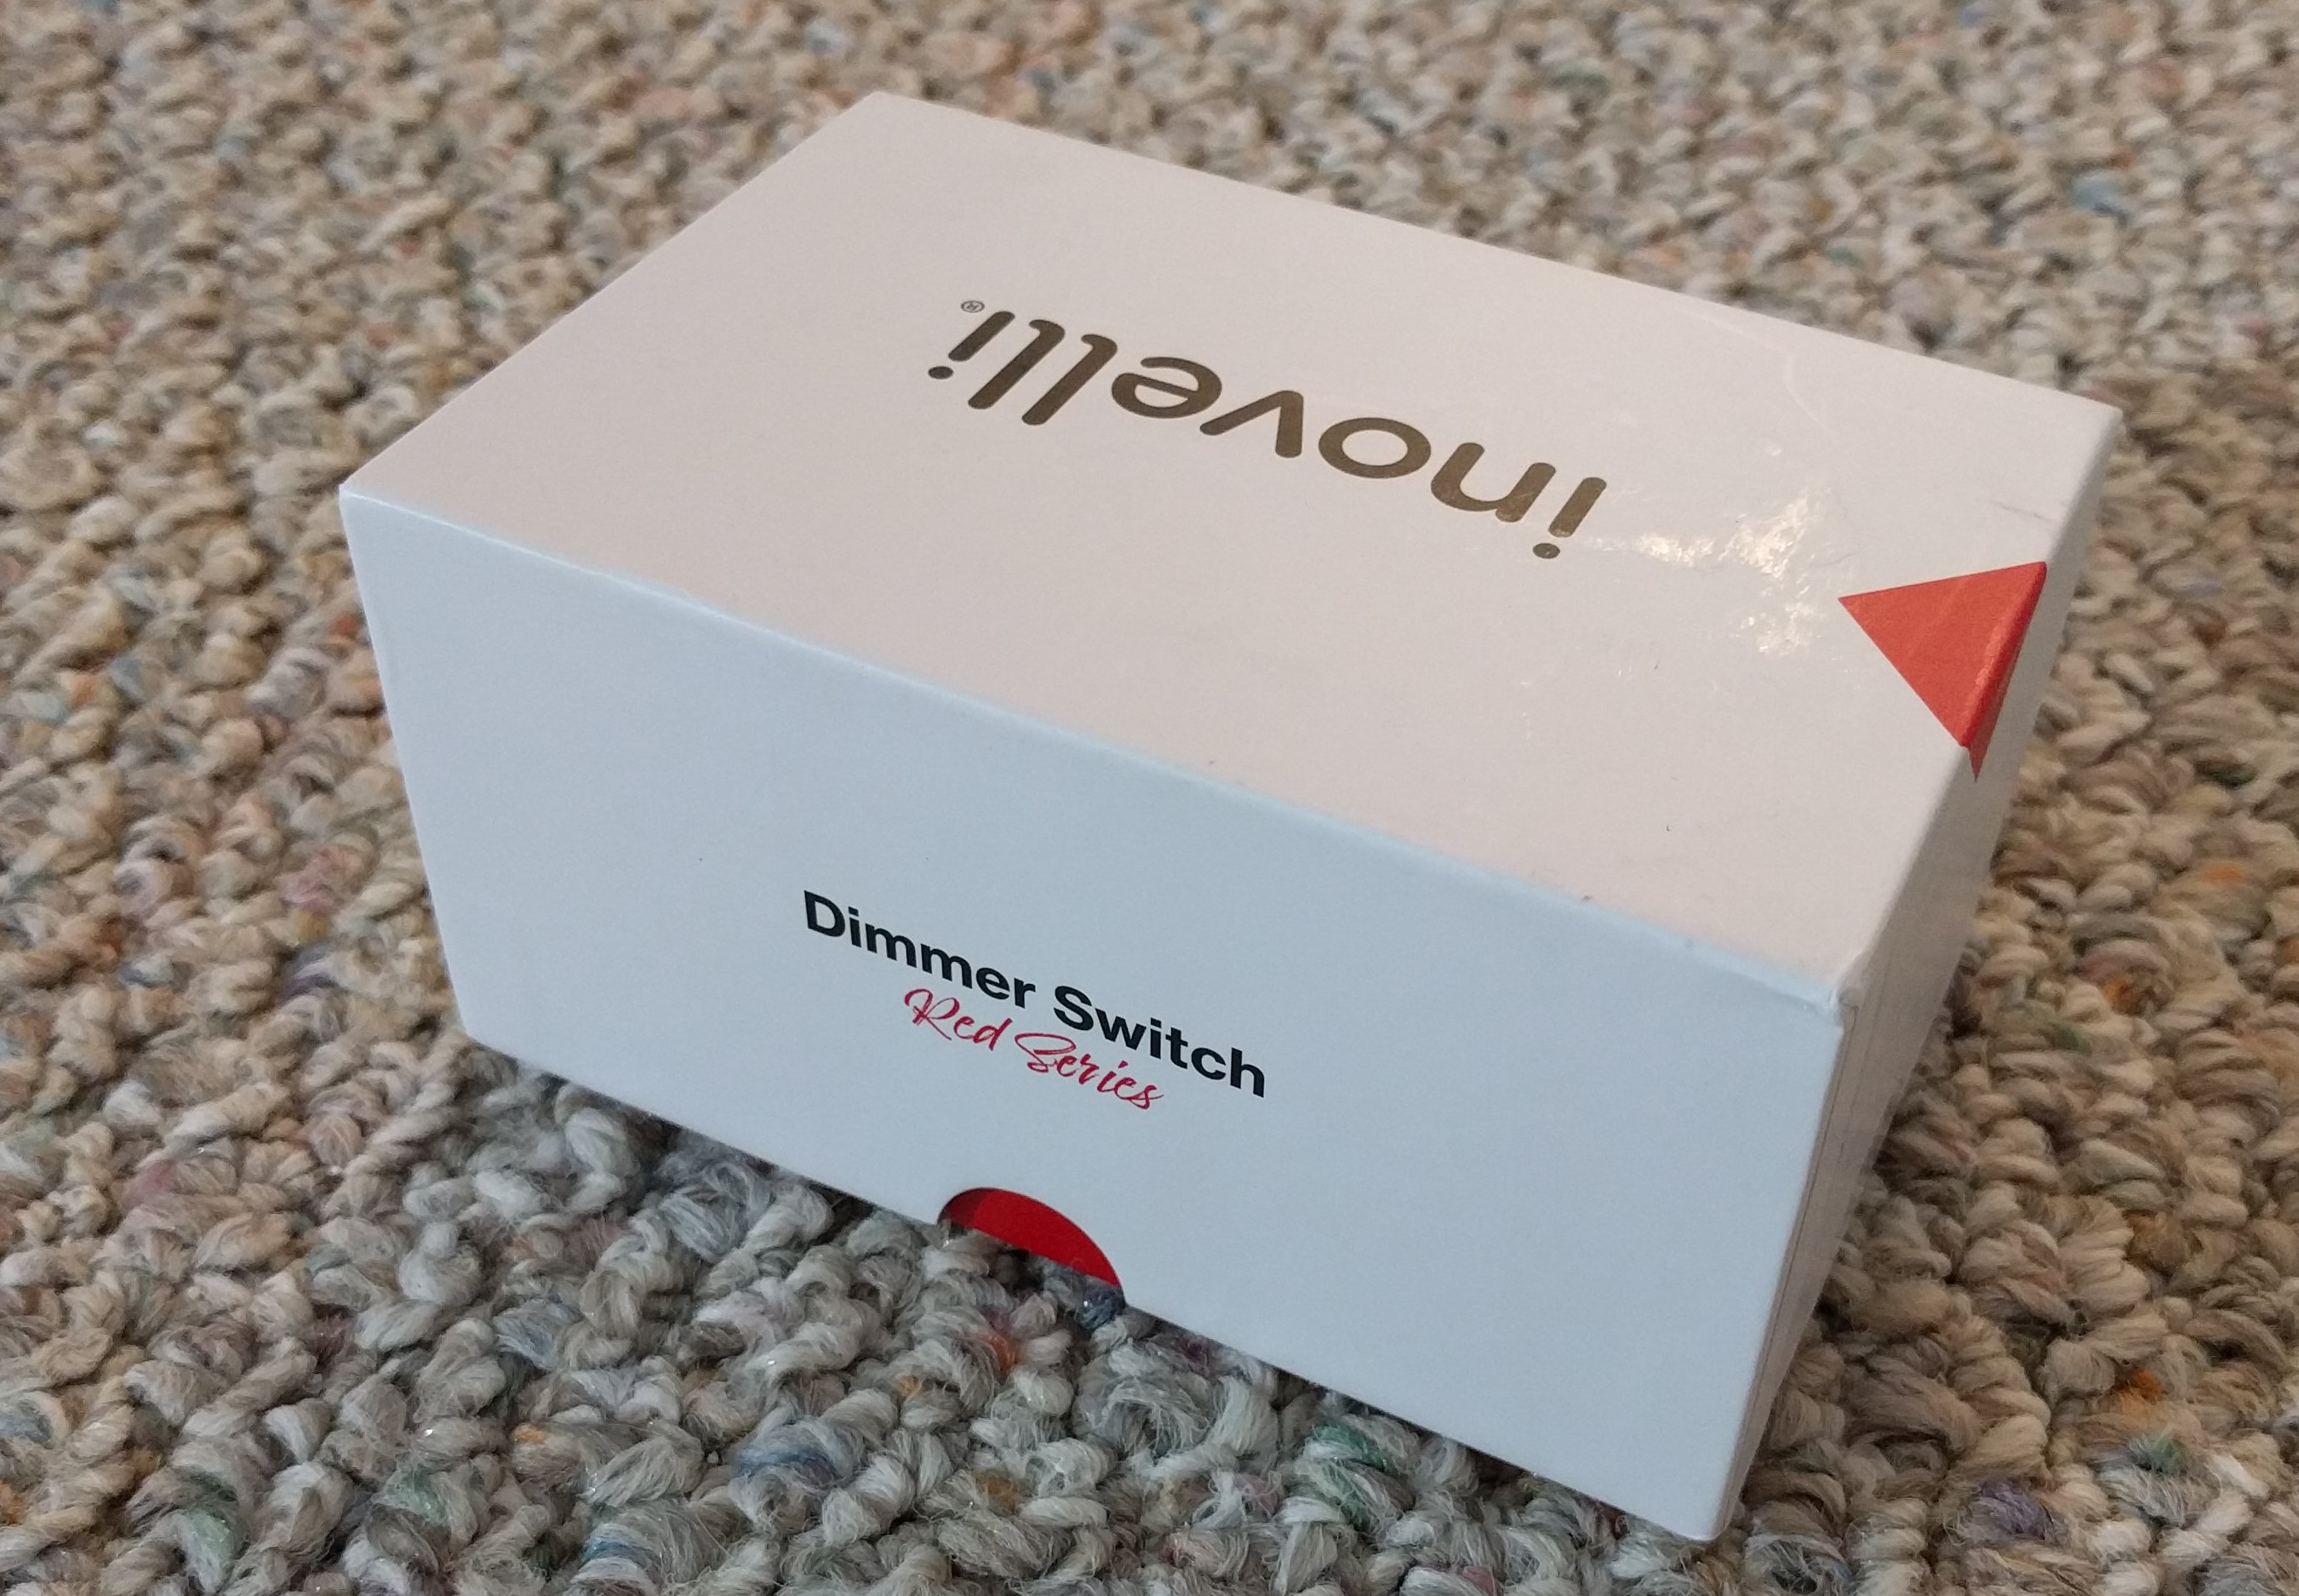 inovelli®
Dimmer Switch
Red Series